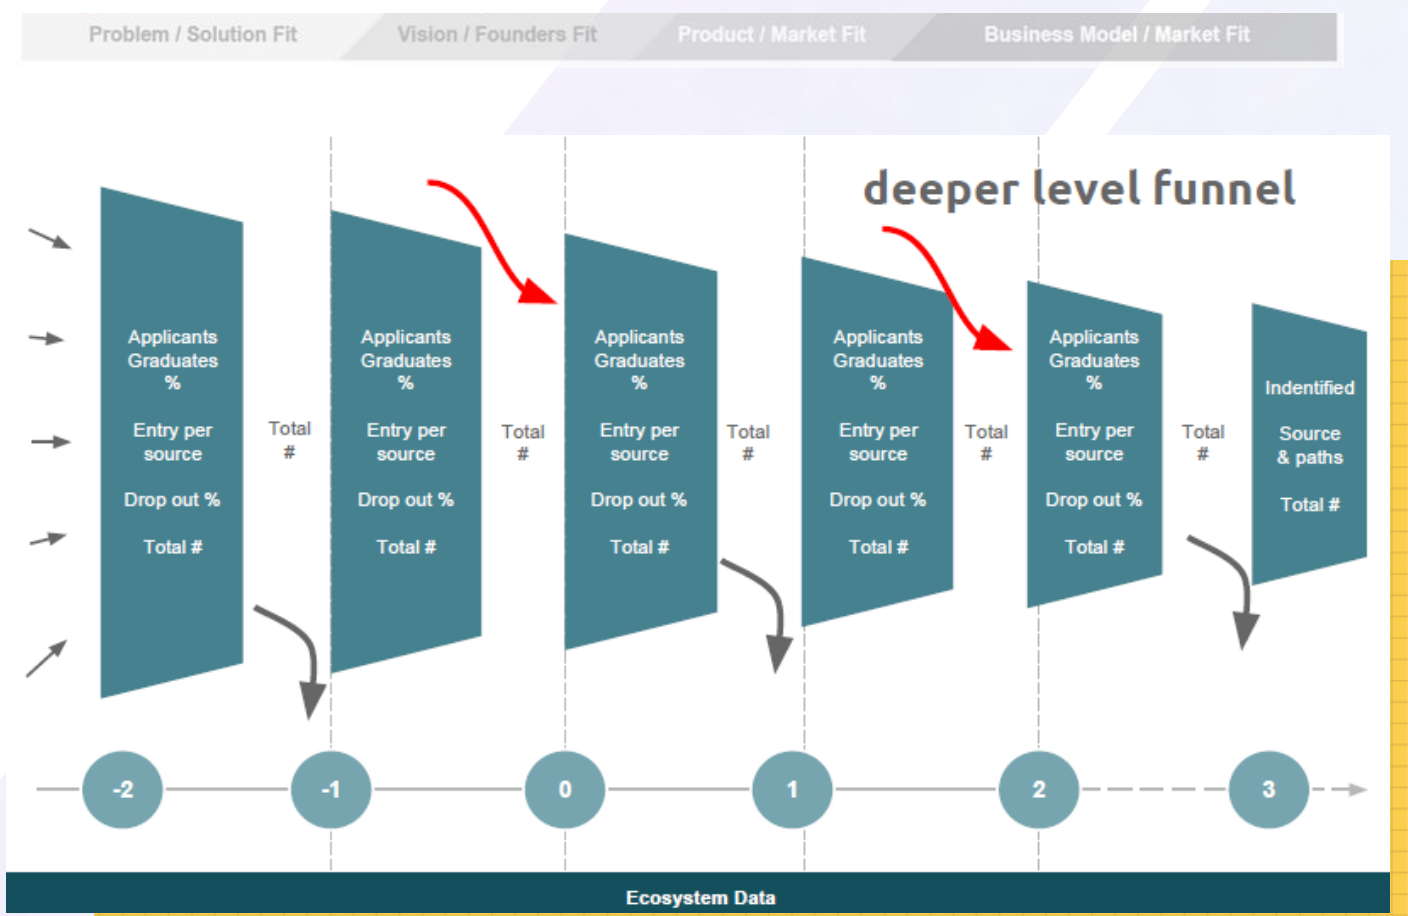 Problem / Solution Fit
Vision / Founders Fit
Product / Market Fit
Business Model / Market Fit
deeper level funnel
Applicants
Graduates
%
Entry per
source
Drop out %
Total #
Total
#
Applicants
Graduates
%
Entry per
source
Drop out %
Total #
Total
#
Applicants
Graduates
%
Entry per
source
Drop out %
Total #
Total
#
Applicants
Graduates
%
Entry per
source
Drop out %
Total #
Total
#
Applicants
Graduates
%
Entry per
source
Drop out %
Total #
Total
#
Indentified
Source
& paths
Total #
-2
-1
0
1
2
3
Ecosystem Data